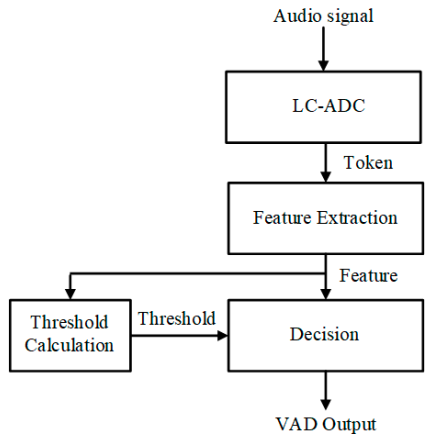 Audio signal
LC-ADC
Token
Feature Extraction
Feature
Threshold
Calculation
Threshold
Decision
VAD Output